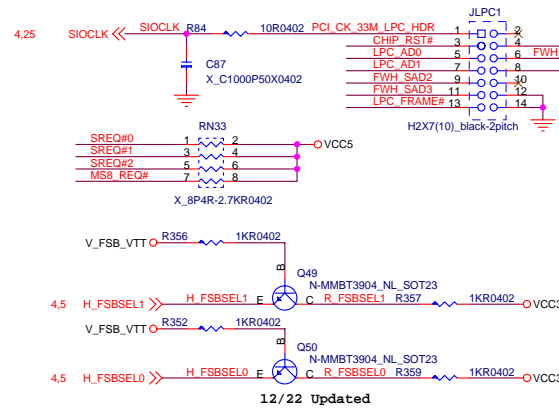 JLPC1
4,25 SIOCLK SIOCLK R84 10R0402 PCI_CK_33M_LPC_HDR 1 2
CHIP_RST# 3 4
LPC_AD0 5 6 FWH
LPC_AD1 7 8
FWH_SAD2 9 10
FWH_SAD3 11 12
LPC_FRAME# 13 14
C87
X_C1000P50X0402
H2X7(10)_black-2pitch
RN33
SREQ#0 1 2 VCC5
SREQ#1 3 4
SREQ#2 5 6
MS8_REQ# 7 8
X_8P4R-2.7KR0402
V_FSB_VTT R356 1KR0402
B
Q49
N-MMBT3904_NL_SOT23
4,5 H_FSBSEL1 H_FSBSEL1 E C R_FSBSEL1 R357 1KR0402 VCC3
V_FSB_VTT R352 1KR0402
B
Q50
N-MMBT3904_NL_SOT23
4,5 H_FSBSEL0 H_FSBSEL0 E C R_FSBSEL0 R359 1KR0402 VCC3
12/22 Updated